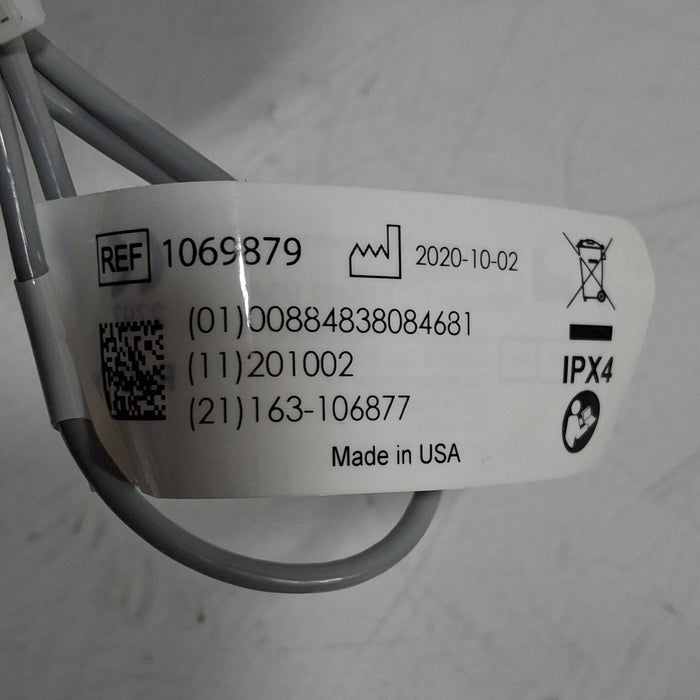 REF 1069879 2020-10-02
(01)00884838084681
(11)201002
(21)163-106877
IPX4
Made in USA